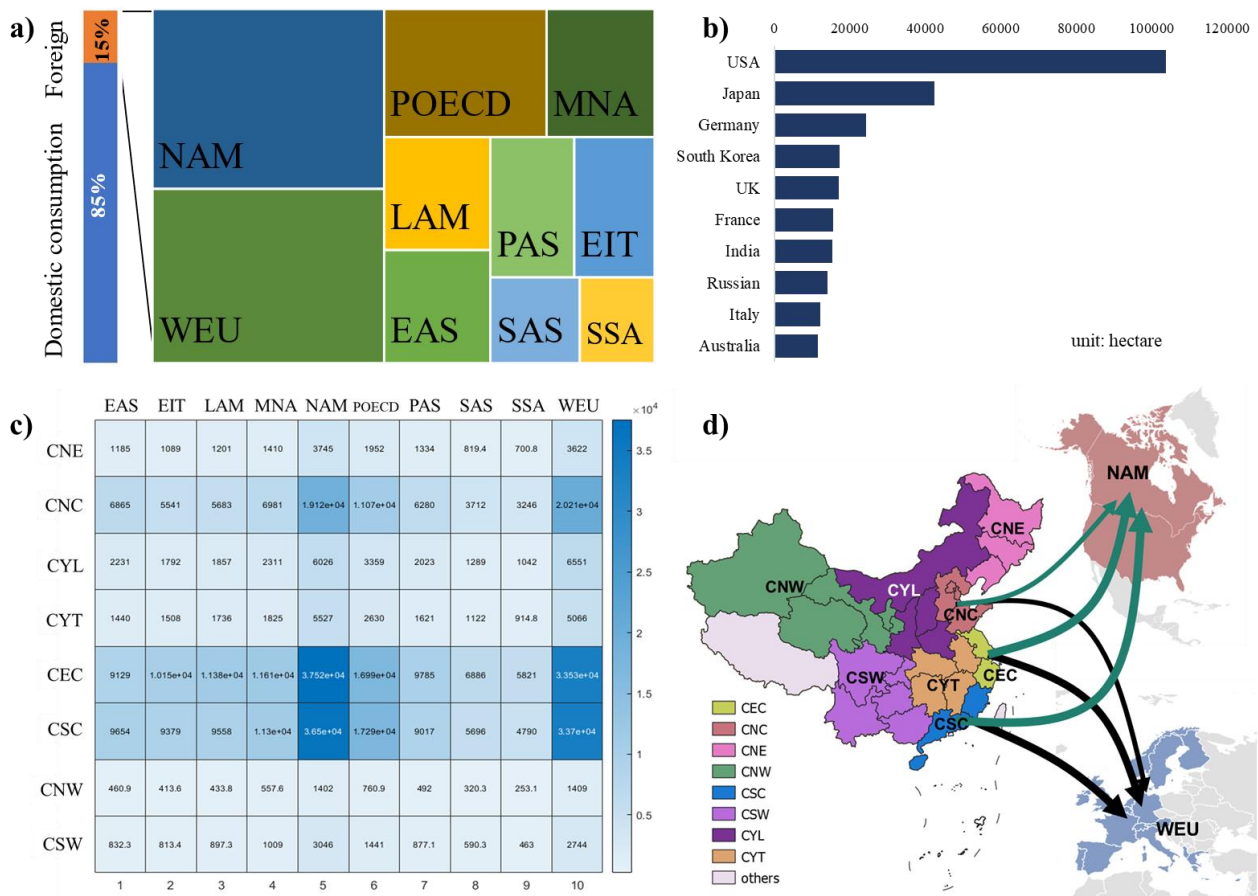 a)
Foreign
15%
Domestic consumption
85%
NAM
WEU
POECD
MNA
LAM
PAS
EIT
EAS
SAS
SSA
b)
0 20000 40000 60000 80000 100000 120000
USA
Japan
Germany
South Korea
UK
France
India
Russian
Italy
Australia
unit: hectare
c)
EAS EIT LAM MNA NAM POECD PAS SAS SSA WEU
×10⁴
CNE 1185 1089 1201 1410 3745 1952 1334 819.4 700.8 3622
CNC 6865 5541 5683 6981 1.912e+04 1.107e+04 6280 3712 3246 2.021e+04
CYL 2231 1792 1857 2311 6026 3359 2023 1289 1042 6551
CYT 1440 1508 1736 1825 5527 2630 1621 1122 914.8 5066
CEC 9129 1.015e+04 1.138e+04 1.161e+04 3.752e+04 1.699e+04 9785 6886 5821 3.353e+04
CSC 9654 9379 9558 1.13e+04 3.65e+04 1.729e+04 9017 5696 4790 3.37e+04
CNW 460.9 413.6 433.8 557.6 1402 760.9 492 320.3 253.1 1409
CSW 832.3 813.4 897.3 1009 3046 1441 877.1 590.3 463 2744
1 2 3 4 5 6 7 8 9 10
3.5
3
2.5
2
1.5
1
0.5
d)
NAM
CNE
CNW
CYL
CNC
CSW
CYT
CEC
CSC
WEU
CEC
CNC
CNE
CNW
CSC
CSW
CYL
CYT
others